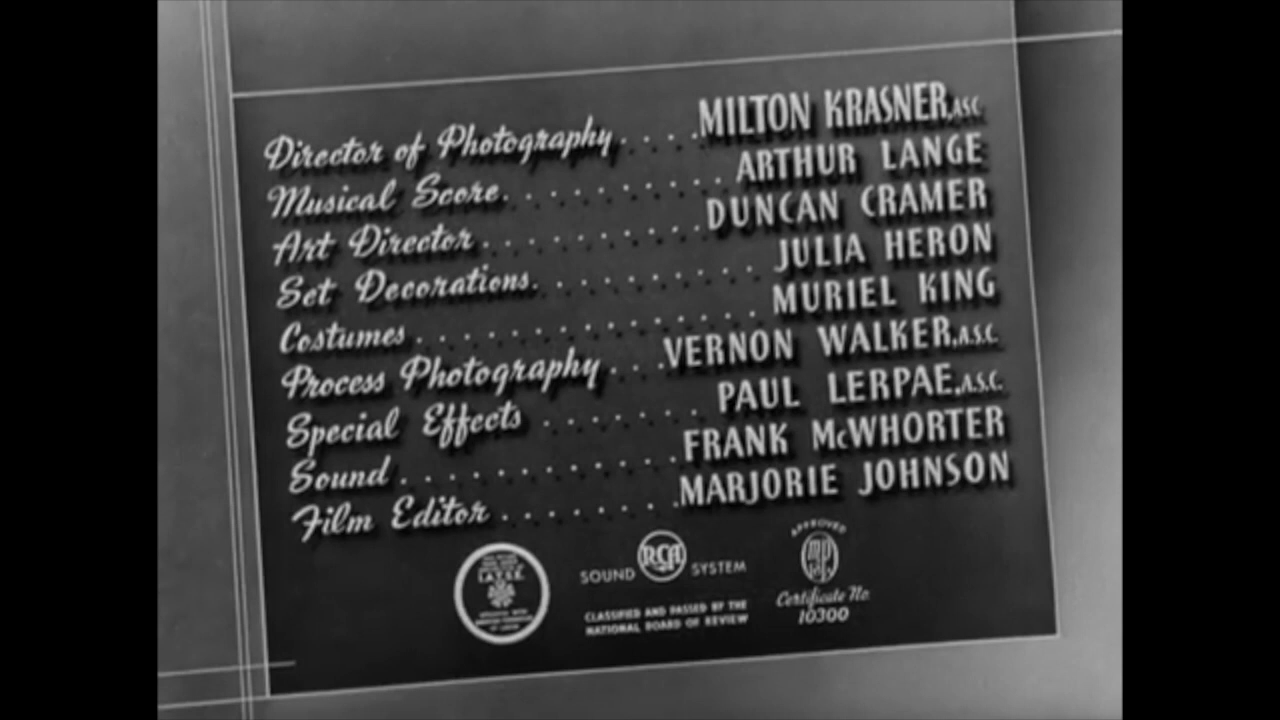 Director of Photography . . . . MILTON KRASNER, A.S.C.
Musical Score. . . . . . . . . . ARTHUR LANGE
Art Director . . . . . . . . . . DUNCAN CRAMER
Set Decorations. . . . . . . . . JULIA HERON
Costumes . . . . . . . . . . . . . MURIEL KING
Process Photography . . . VERNON WALKER, A.S.C.
Special Effects . . . . . . . PAUL LERPAE, A.S.C.
Sound . . . . . . . . . . . . FRANK McWHORTER
Film Editor . . . . . . . . MARJORIE JOHNSON
I.A.T.S.E.
SOUND RCA SYSTEM
CLASSIFIED AND PASSED BY THE
NATIONAL BOARD OF REVIEW
APPROVED
Certificate No.
10300